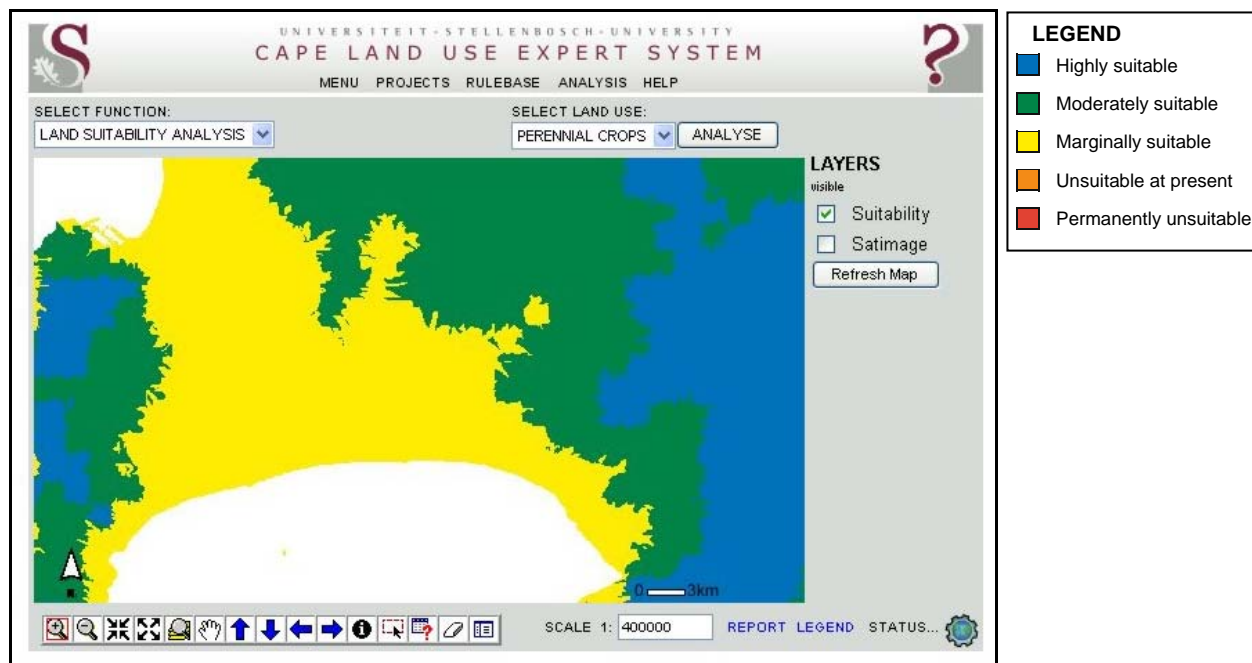 UNIVERSITEIT-STELLENBOSCH-UNIVERSITY
CAPE LAND USE EXPERT SYSTEM
MENU PROJECTS RULEBASE ANALYSIS HELP
SELECT FUNCTION:
LAND SUITABILITY ANALYSIS
SELECT LAND USE:
PERENNIAL CROPS ANALYSE
LAYERS
visible
Suitability
Satimage
Refresh Map
0 3km
SCALE 1: 400000 REPORT LEGEND STATUS...
LEGEND
Highly suitable
Moderately suitable
Marginally suitable
Unsuitable at present
Permanently unsuitable